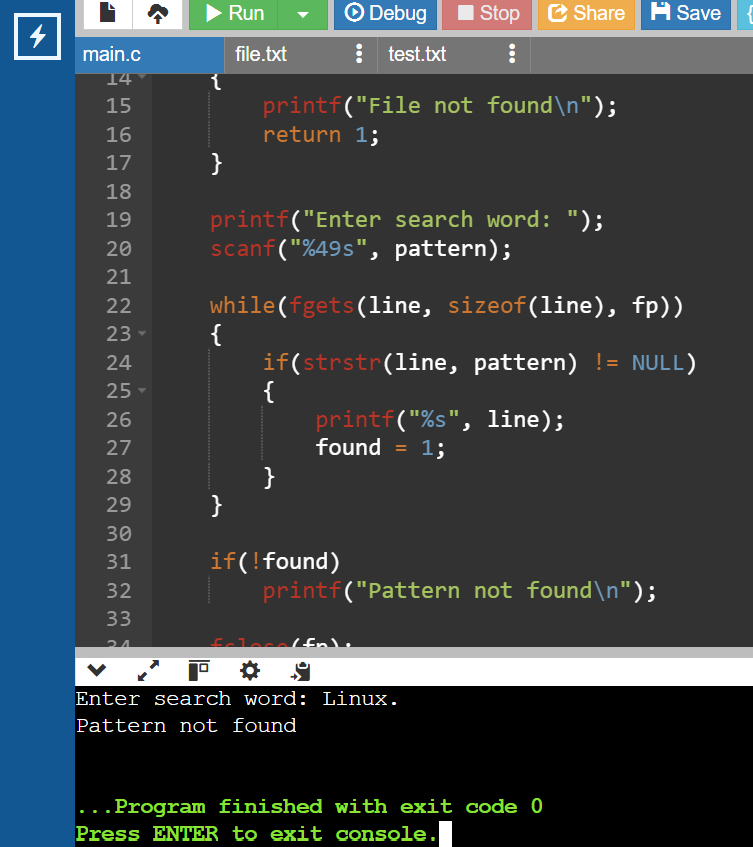 Run Debug Stop Share Save {
main.c file.txt test.txt
14 {
15 printf("File not found\n");
16 return 1;
17 }
18
19 printf("Enter search word: ");
20 scanf("%49s", pattern);
21
22 while(fgets(line, sizeof(line), fp))
23 {
24 if(strstr(line, pattern) != NULL)
25 {
26 printf("%s", line);
27 found = 1;
28 }
29 }
30
31 if(!found)
32 printf("Pattern not found\n");
33
34 fclose(fp);
Enter search word: Linux.
Pattern not found
...Program finished with exit code 0
Press ENTER to exit console.